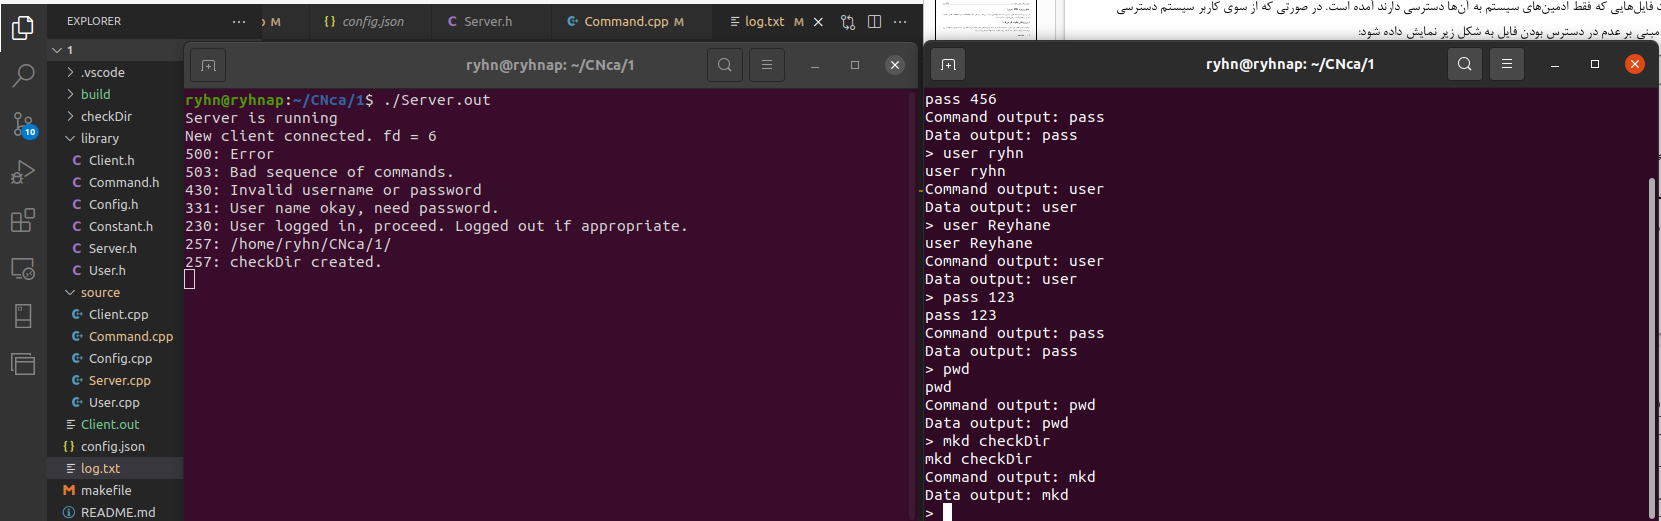 EXPLORER
1
.vscode
build
checkDir
library
Client.h
Command.h
Config.h
Constant.h
Server.h
User.h
source
Client.cpp
Command.cpp
Config.cpp
Server.cpp
User.cpp
Client.out
config.json
log.txt
makefile
README.md
10
M
config.json
Server.h
Command.cpp M
log.txt M
ryhn@ryhnap: ~/CNca/1
ryhn@ryhnap:~/CNca/1$ ./Server.out
Server is running
New client connected. fd = 6
500: Error
503: Bad sequence of commands.
430: Invalid username or password
331: User name okay, need password.
230: User logged in, proceed. Logged out if appropriate.
257: /home/ryhn/CNca/1/
257: checkDir created.
فایل‌هایی که فقط ادمین‌های سیستم به آن‌ها دسترسی دارند آمده است. در صورتی که از سوی کاربر سیستم دسترسی
مبنی بر عدم در دسترس بودن فایل به شکل زیر نمایش داده شود:
ryhn@ryhnap: ~/CNca/1
pass 456
Command output: pass
Data output: pass
> user ryhn
user ryhn
Command output: user
Data output: user
> user Reyhane
user Reyhane
Command output: user
Data output: user
> pass 123
pass 123
Command output: pass
Data output: pass
> pwd
pwd
Command output: pwd
Data output: pwd
> mkd checkDir
mkd checkDir
Command output: mkd
Data output: mkd
>